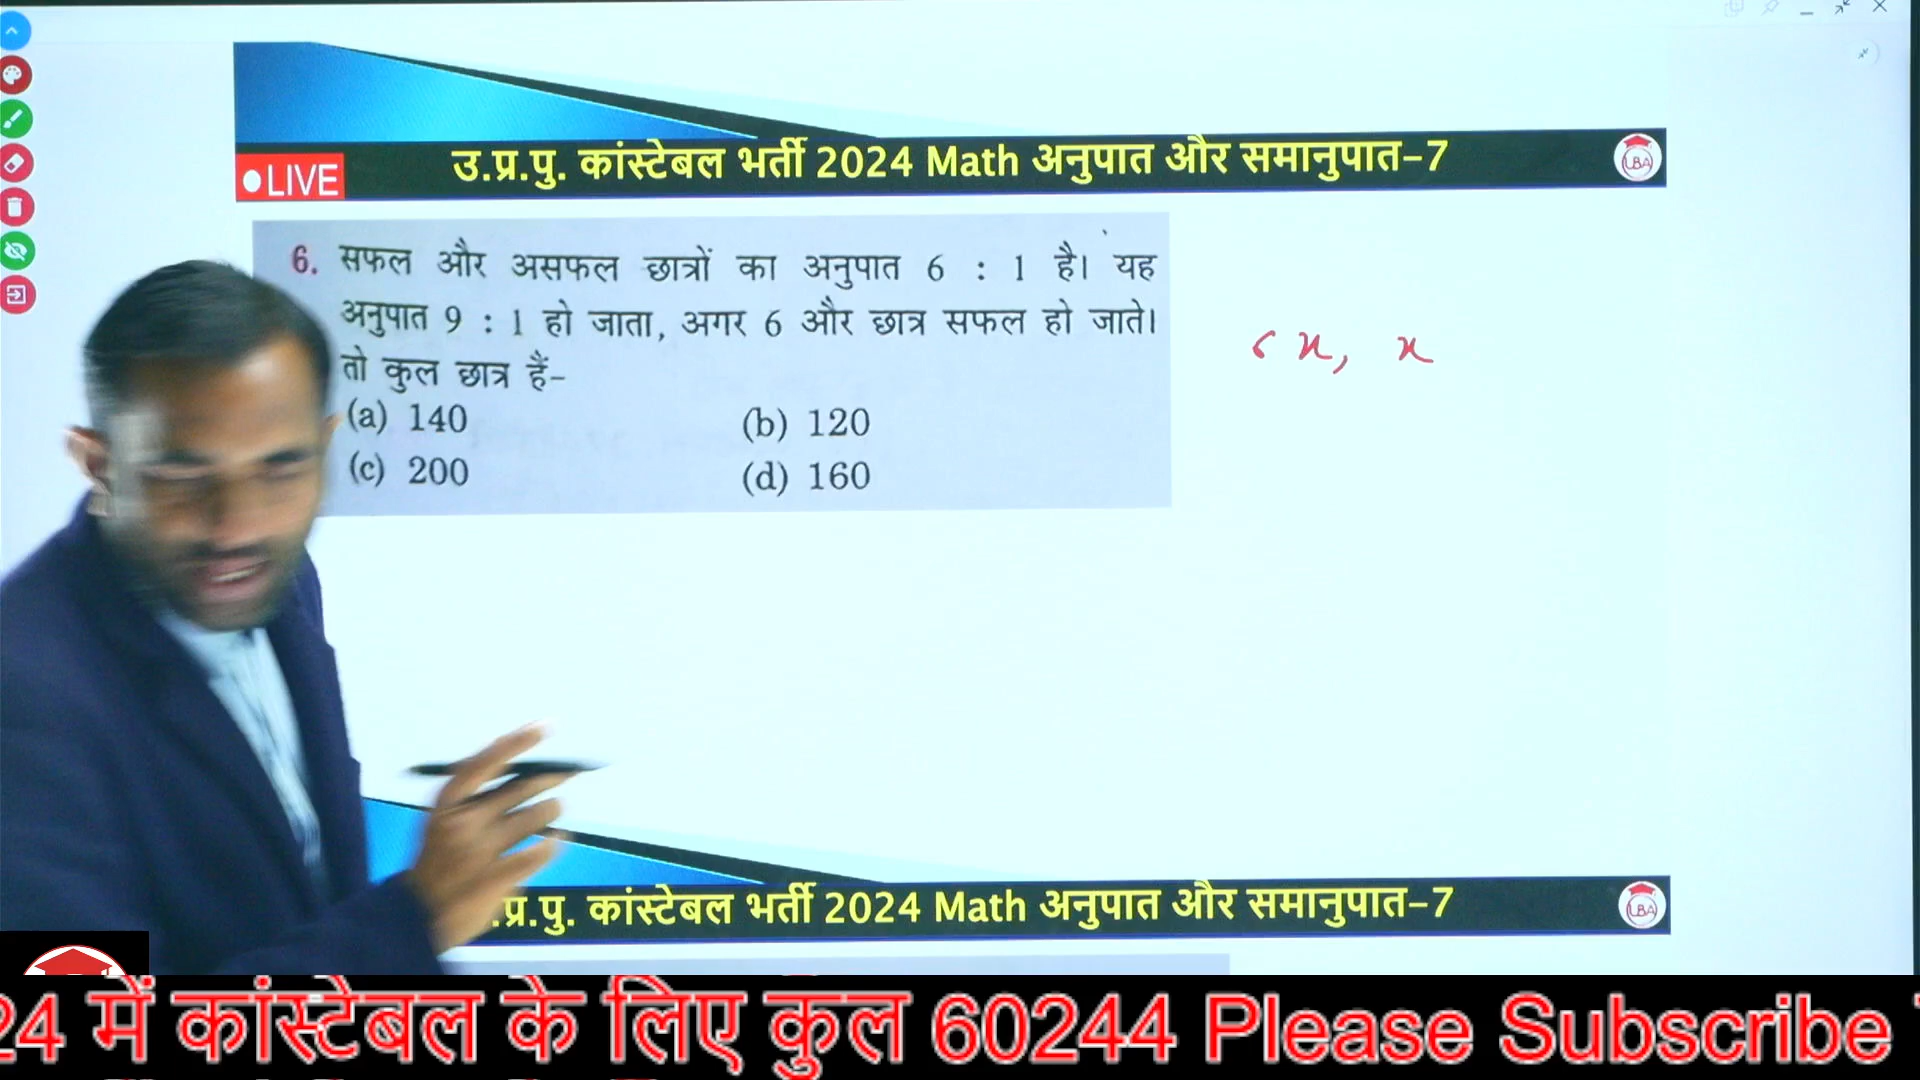 उ.प्र.पु. कांस्टेबल भर्ती 2024 Math अनुपात और समानुपात-7
LBA
●LIVE
6. सफल और असफल छात्रों का अनुपात 6 : 1 है। यह
अनुपात 9 : 1 हो जाता, अगर 6 और छात्र सफल हो जाते।
तो कुल छात्र हैं-
(a) 140 (b) 120
(c) 200 (d) 160
6x, x
.प्र.पु. कांस्टेबल भर्ती 2024 Math अनुपात और समानुपात-7
LBA
24 में कांस्टेबल के लिए कुल 60244 Please Subscribe